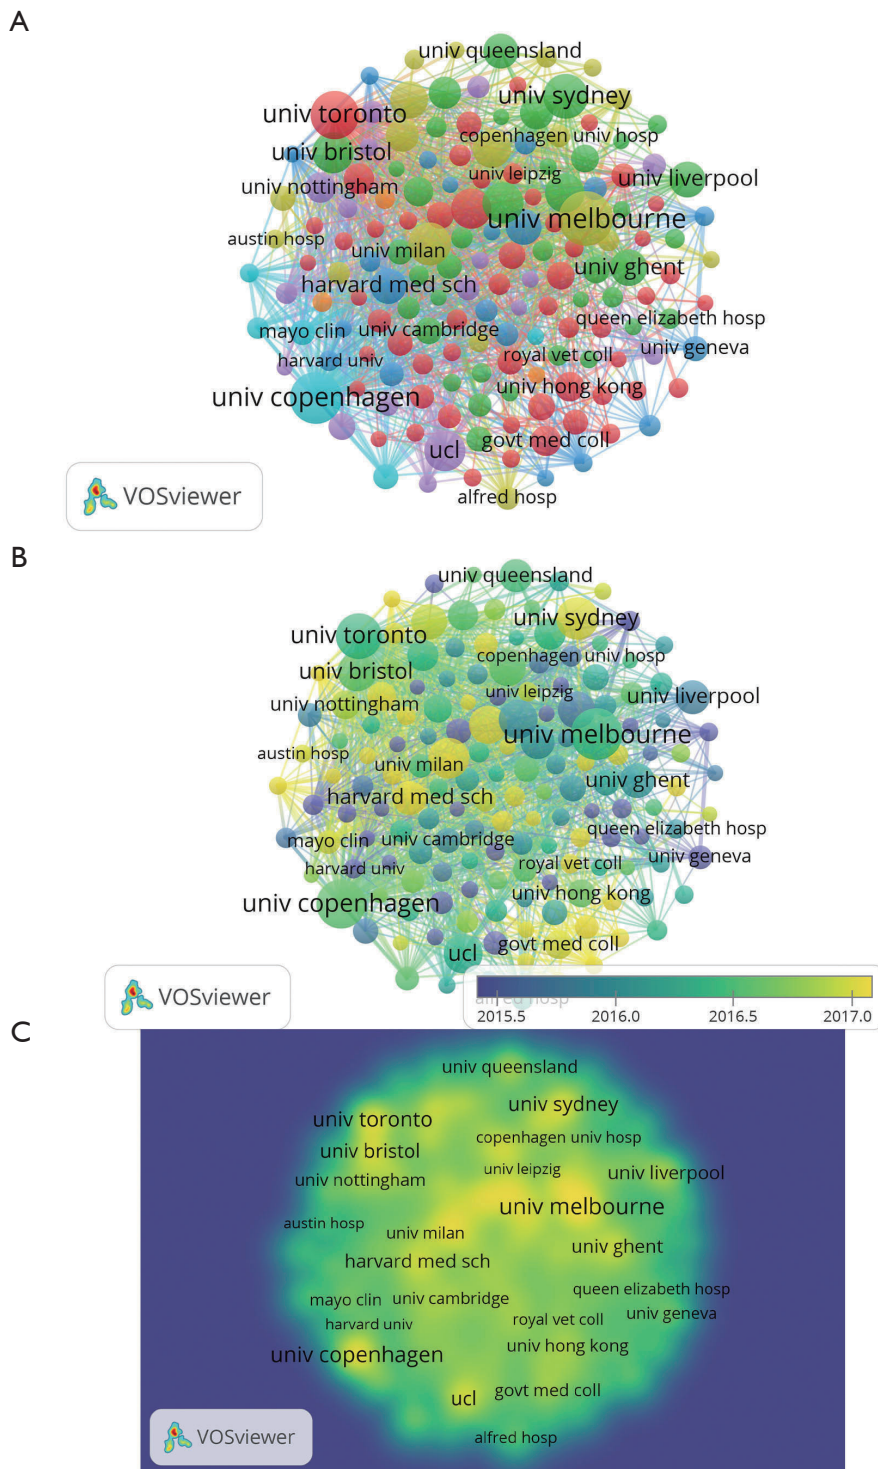 A
univ queensland
univ sydney
univ toronto
copenhagen univ hosp
univ bristol
univ leipzig
univ liverpool
univ nottingham
univ melbourne
austin hosp
univ milan
univ ghent
harvard med sch
queen elizabeth hosp
mayo clin
univ cambridge
univ geneva
harvard univ
royal vet coll
univ hong kong
univ copenhagen
govt med coll
ucl
alfred hosp
VOSviewer
B
univ queensland
univ sydney
univ toronto
copenhagen univ hosp
univ bristol
univ leipzig
univ liverpool
univ nottingham
univ melbourne
austin hosp
univ milan
univ ghent
harvard med sch
queen elizabeth hosp
mayo clin
univ cambridge
univ geneva
harvard univ
royal vet coll
univ hong kong
univ copenhagen
govt med coll
ucl
alfred hosp
VOSviewer
2015.5 2016.0 2016.5 2017.0
C
univ queensland
univ sydney
univ toronto
copenhagen univ hosp
univ bristol
univ leipzig
univ liverpool
univ nottingham
univ melbourne
austin hosp
univ milan
univ ghent
harvard med sch
queen elizabeth hosp
mayo clin
univ cambridge
univ geneva
harvard univ
royal vet coll
univ hong kong
univ copenhagen
govt med coll
ucl
alfred hosp
VOSviewer